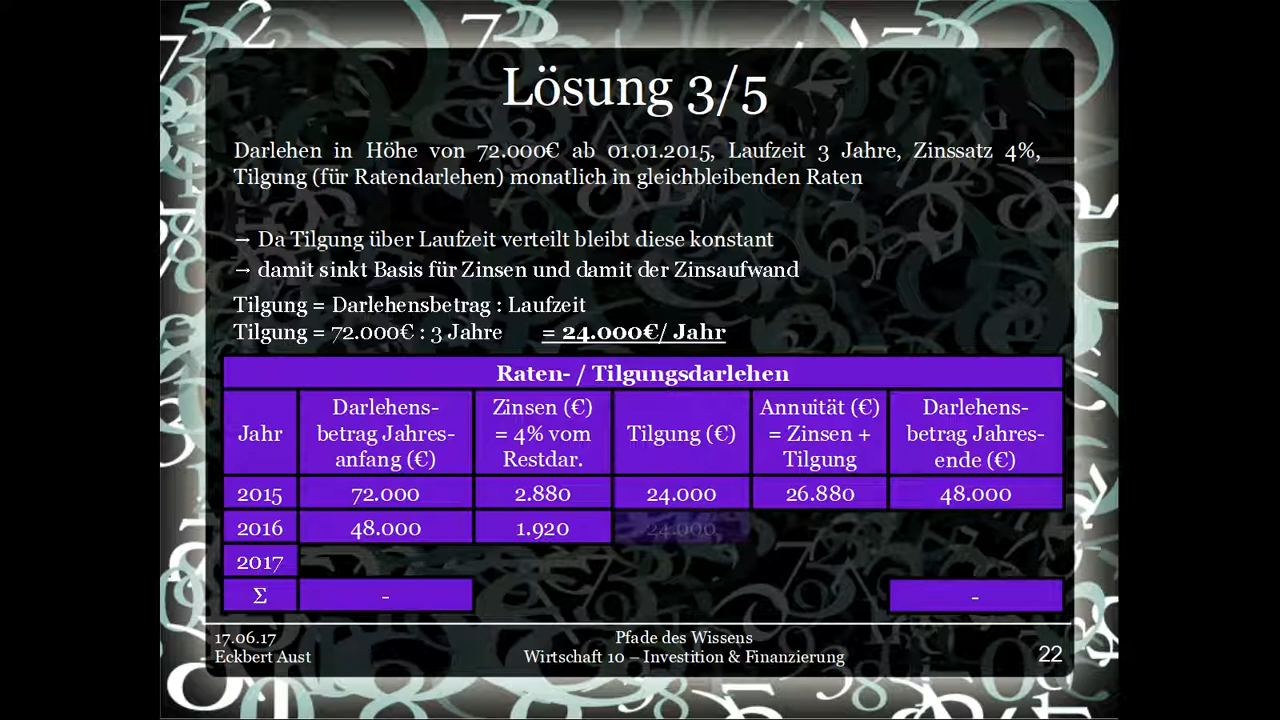 Lösung 3/5
Darlehen in Höhe von 72.000€ ab 01.01.2015, Laufzeit 3 Jahre, Zinssatz 4%,
Tilgung (für Ratendarlehen) monatlich in gleichbleibenden Raten
→ Da Tilgung über Laufzeit verteilt bleibt diese konstant
→ damit sinkt Basis für Zinsen und damit der Zinsaufwand
Tilgung = Darlehensbetrag : Laufzeit
Tilgung = 72.000€ : 3 Jahre = 24.000€/ Jahr
Raten- / Tilgungsdarlehen
Jahr
Darlehens-
betrag Jahres-
anfang (€)
Zinsen (€)
= 4% vom
Restdar.
Tilgung (€)
Annuität (€)
= Zinsen +
Tilgung
Darlehens-
betrag Jahres-
ende (€)
2015 72.000 2.880 24.000 26.880 48.000
2016 48.000 1.920 24.000
2017
Σ - -
17.06.17
Eckbert Aust
Pfade des Wissens
Wirtschaft 10 – Investition & Finanzierung
22